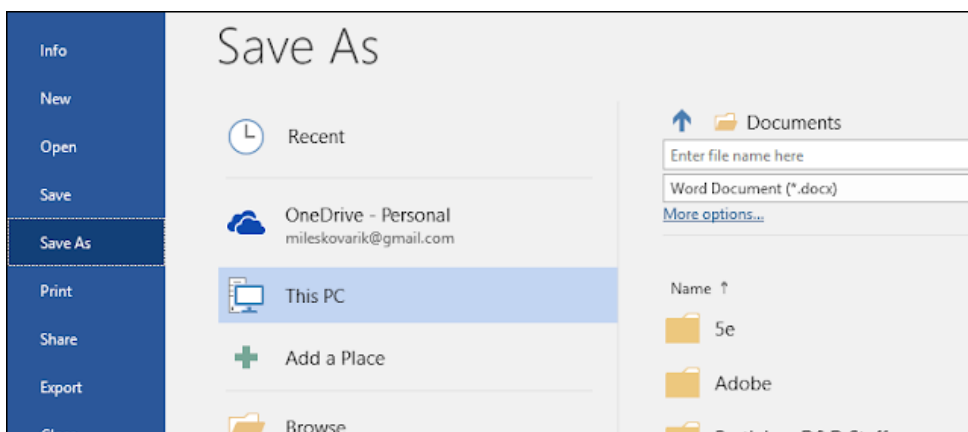 Info
New
Open
Save
Save As
Print
Share
Export
Save As
Recent
OneDrive - Personal
mileskovarik@gmail.com
This PC
Add a Place
Browse
Documents
Enter file name here
Word Document (*.docx)
More options...
Name ↑
5e
Adobe